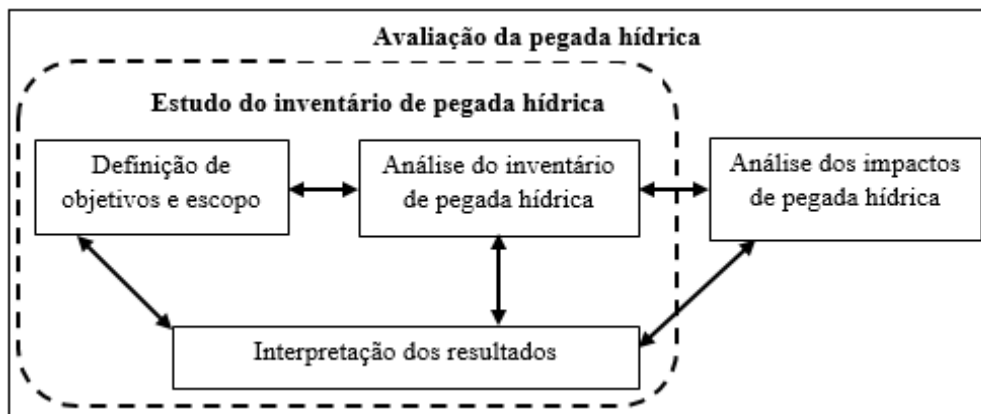 Avaliação da pegada hídrica
Estudo do inventário de pegada hídrica
Definição de
objetivos e escopo
Análise do inventário
de pegada hídrica
Análise dos impactos
de pegada hídrica
Interpretação dos resultados